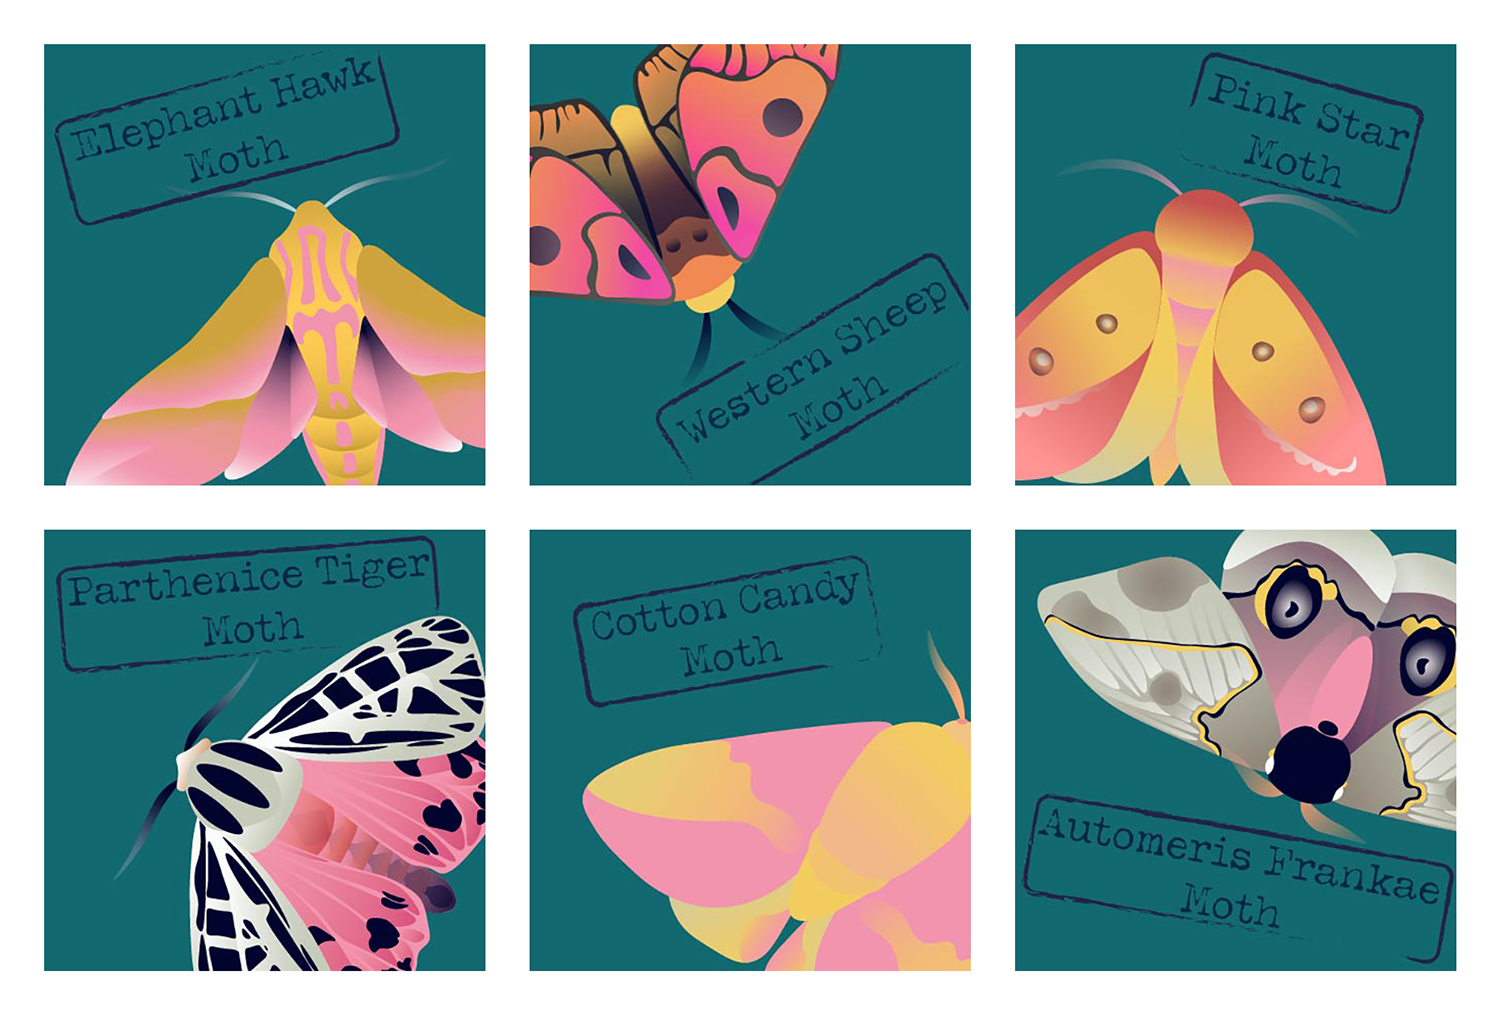 Elephant Hawk
Moth
Western Sheep
Moth
Pink Star
Moth
Parthenice Tiger
Moth
Cotton Candy
Moth
Automeris Frankae
Moth